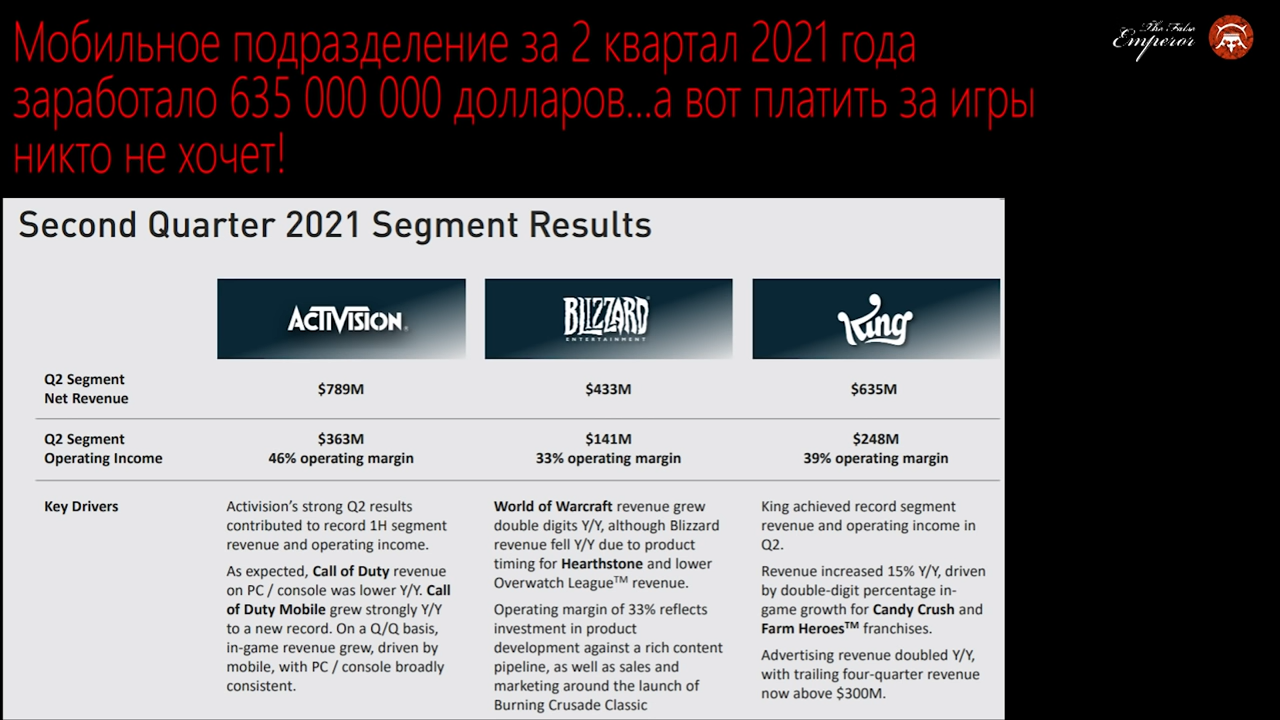 Мобильное подразделение за 2 квартал 2021 года
заработало 635 000 000 долларов...а вот платить за игры
никто не хочет!
The False
Emperor
Second Quarter 2021 Segment Results
ACTIVISION
BLIZZARD
ENTERTAINMENT
King
Q2 Segment
Net Revenue
$789M
$433M
$635M
Q2 Segment
Operating Income
$363M
46% operating margin
$141M
33% operating margin
$248M
39% operating margin
Key Drivers
Activision's strong Q2 results
contributed to record 1H segment
revenue and operating income.
As expected, Call of Duty revenue
on PC / console was lower Y/Y. Call
of Duty Mobile grew strongly Y/Y
to a new record. On a Q/Q basis,
in-game revenue grew, driven by
mobile, with PC / console broadly
consistent.
World of Warcraft revenue grew
double digits Y/Y, although Blizzard
revenue fell Y/Y due to product
timing for Hearthstone and lower
Overwatch League™ revenue.
Operating margin of 33% reflects
investment in product
development against a rich content
pipeline, as well as sales and
marketing around the launch of
Burning Crusade Classic
King achieved record segment
revenue and operating income in
Q2.
Revenue increased 15% Y/Y, driven
by double-digit percentage in-
game growth for Candy Crush and
Farm Heroes™ franchises.
Advertising revenue doubled Y/Y,
with trailing four-quarter revenue
now above $300M.